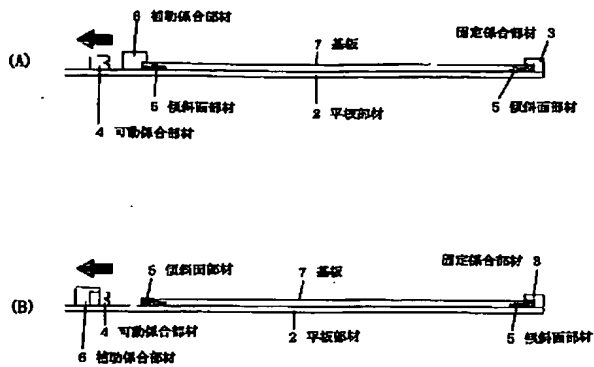 6 補助係合部材
固定係合部材 3
7 基板
(A)
5 傾斜面部材
2 平板部材
5 傾斜面部材
4 可動係合部材
5 傾斜面部材
固定係合部材 3
7 基板
(B)
4 可動係合部材
2 平板部材
5 傾斜面部材
6 補助係合部材